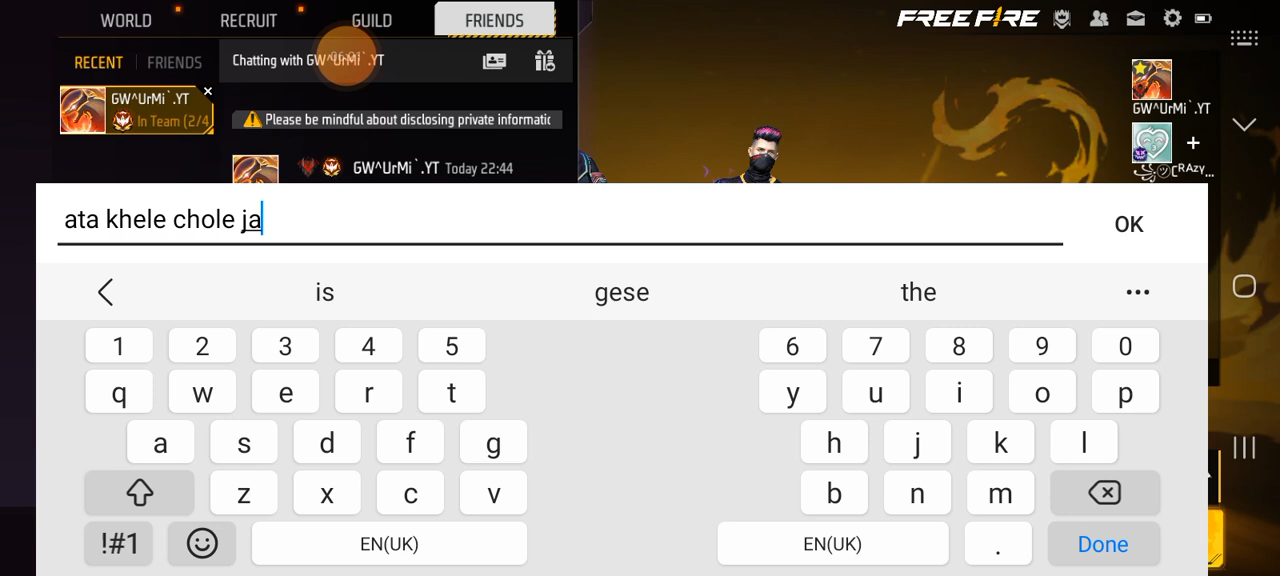 WORLD RECRUIT GUILD FRIENDS
FREE FIRE
RECENT FRIENDS
Chatting with GW^UrMi`.YT
GW^UrMi`.YT
In Team (2/4
Please be mindful about disclosing private informatic
GW^UrMi`.YT Today 22:44
GW^UrMi`.YT
ata khele chole ja
OK
is gese the
1 2 3 4 5 6 7 8 9 0
q w e r t y u i o p
a s d f g h j k l
z x c v b n m
!#1 EN(UK) EN(UK) . Done